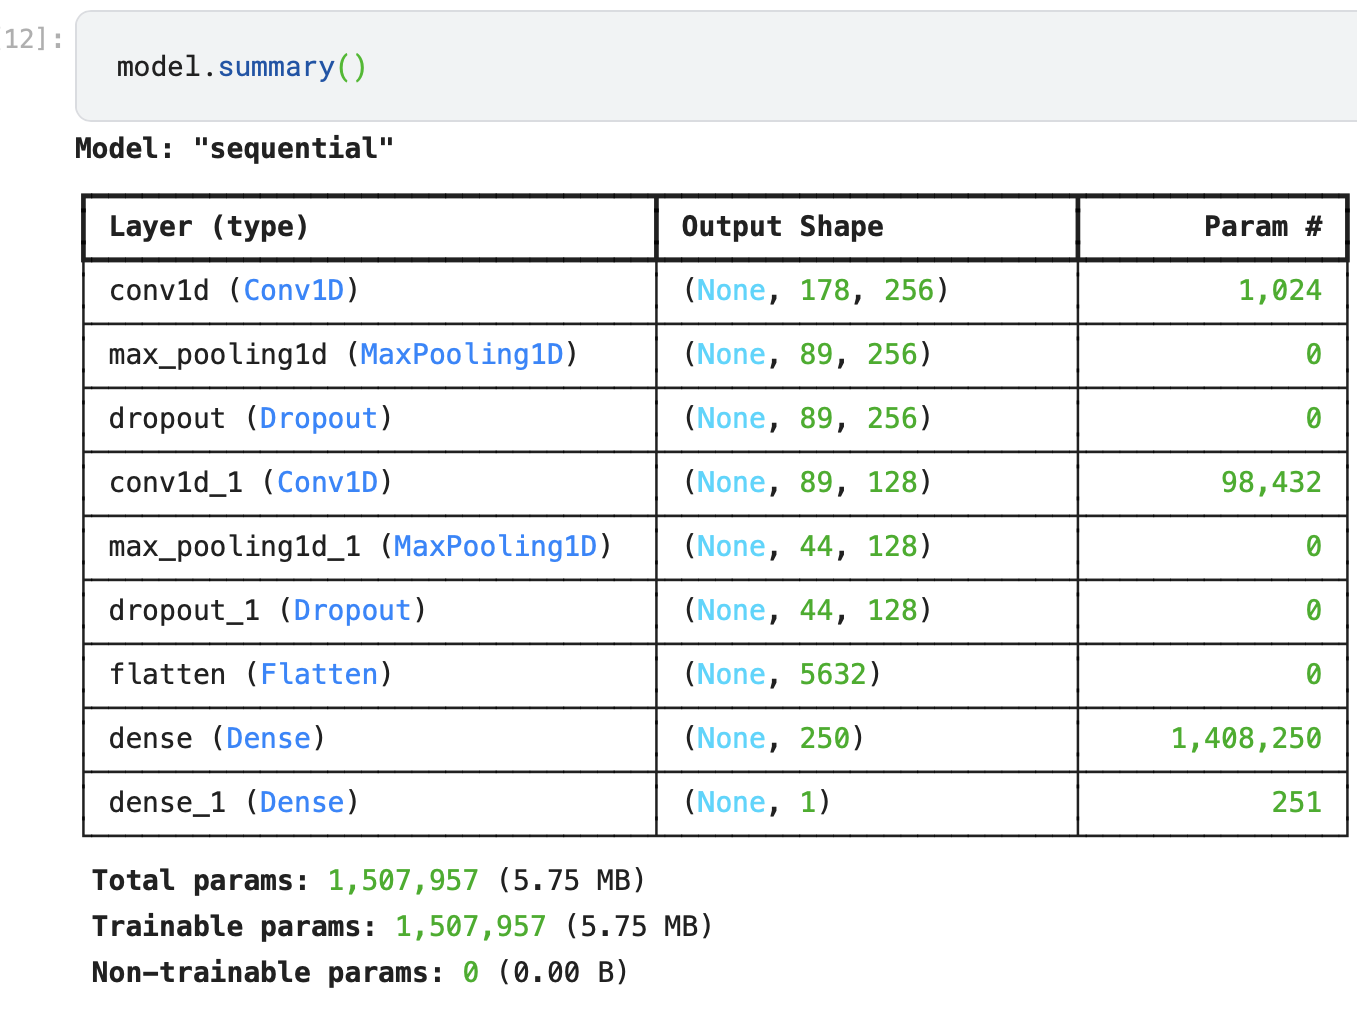 12]:
model.summary()
Model: "sequential"
Layer (type) Output Shape Param #
conv1d (Conv1D) (None, 178, 256) 1,024
max_pooling1d (MaxPooling1D) (None, 89, 256) 0
dropout (Dropout) (None, 89, 256) 0
conv1d_1 (Conv1D) (None, 89, 128) 98,432
max_pooling1d_1 (MaxPooling1D) (None, 44, 128) 0
dropout_1 (Dropout) (None, 44, 128) 0
flatten (Flatten) (None, 5632) 0
dense (Dense) (None, 250) 1,408,250
dense_1 (Dense) (None, 1) 251
Total params: 1,507,957 (5.75 MB)
Trainable params: 1,507,957 (5.75 MB)
Non-trainable params: 0 (0.00 B)